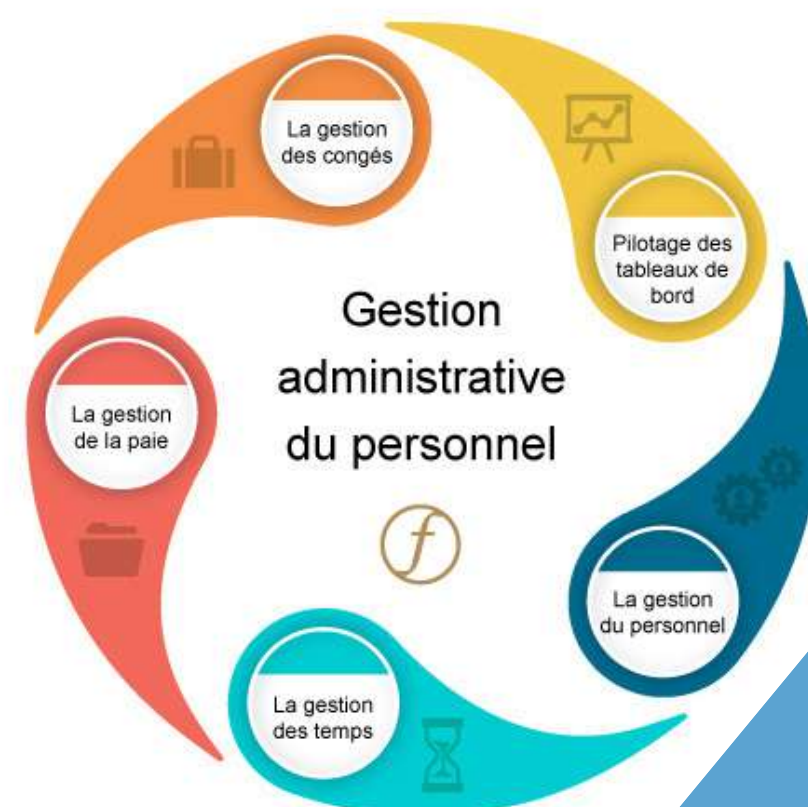 La gestion
des congés
Pilotage des
tableaux de
bord
Gestion
administrative
du personnel
f
La gestion
de la paie
La gestion
du personnel
La gestion
des temps